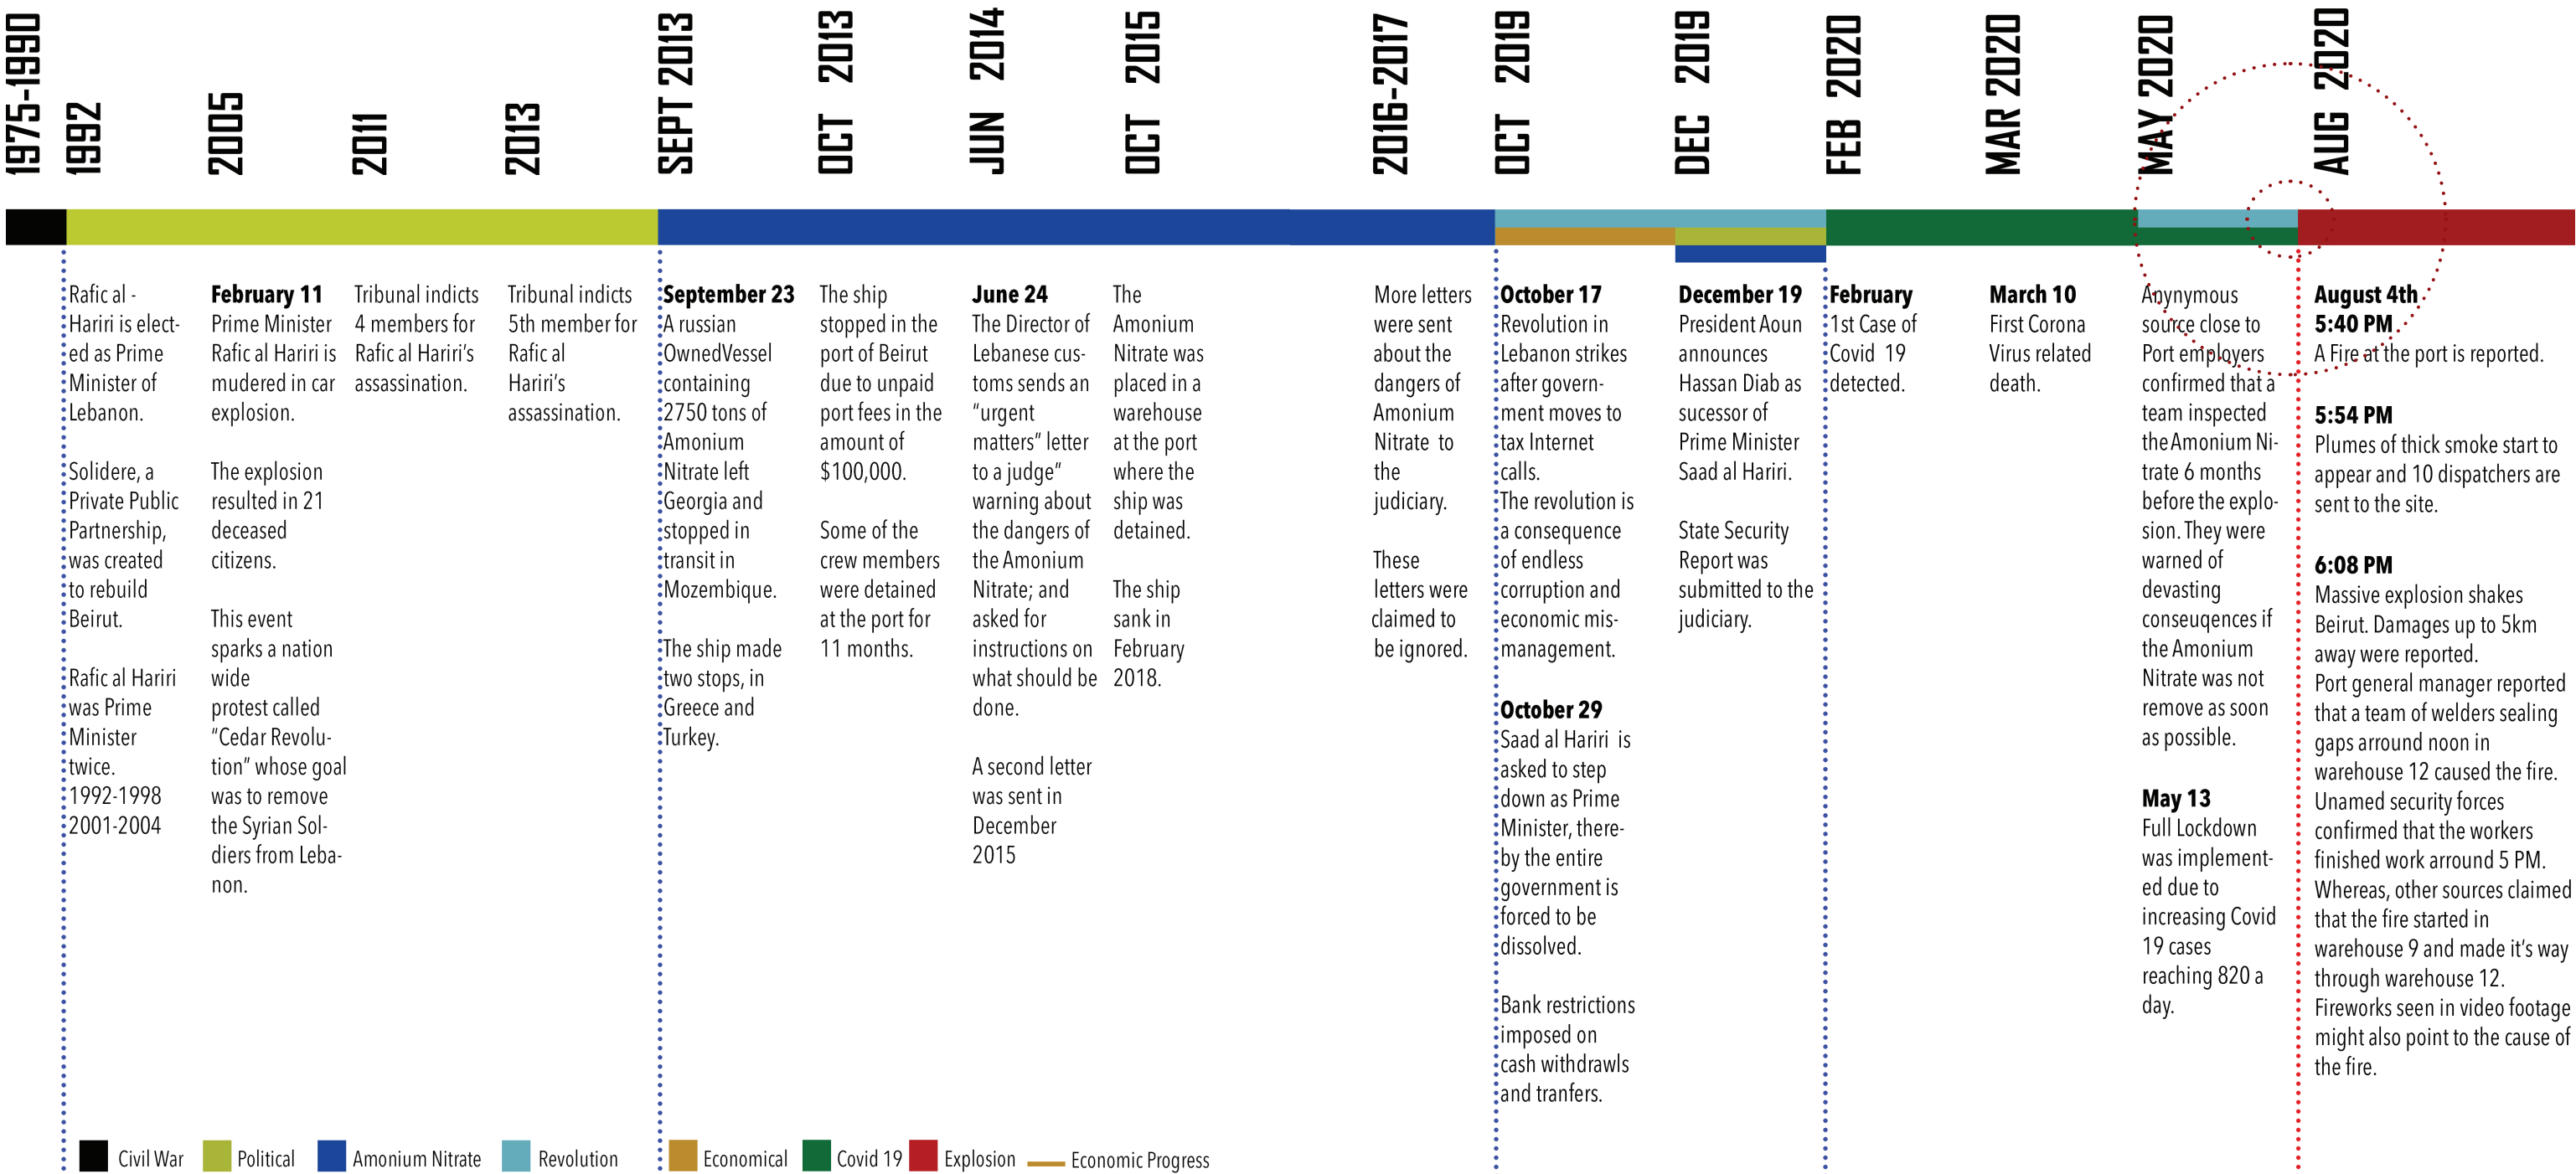 1975-1990
1992
2005
2011
2013
SEPT 2013
OCT 2013
JUN 2014
OCT 2015
2016-2017
OCT 2019
DEC 2019
FEB 2020
MAR 2020
MAY 2020
AUG 2020
Rafic al -
Hariri is elect-
ed as Prime
Minister of
Lebanon.
Solidere, a
Private Public
Partnership,
was created
to rebuild
Beirut.
Rafic al Hariri
was Prime
Minister
twice.
1992-1998
2001-2004
February 11
Prime Minister
Rafic al Hariri is
mudered in car
explosion.
The explosion
resulted in 21
deceased
citizens.
This event
sparks a nation
wide
protest called
"Cedar Revolu-
tion" whose goal
was to remove
the Syrian Sol-
diers from Leba-
non.
Tribunal indicts
4 members for
Rafic al Hariri's
assassination.
Tribunal indicts
5th member for
Rafic al
Hariri's
assassination.
September 23
A russian
OwnedVessel
containing
2750 tons of
Amonium
Nitrate left
Georgia and
stopped in
transit in
Mozembique.
The ship made
two stops, in
Greece and
Turkey.
The ship
stopped in the
port of Beirut
due to unpaid
port fees in the
amount of
$100,000.
Some of the
crew members
were detained
at the port for
11 months.
June 24
The Director of
Lebanese cus-
toms sends an
"urgent
matters" letter
to a judge"
warning about
the dangers of
the Amonium
Nitrate; and
asked for
instructions on
what should be
done.
A second letter
was sent in
December
2015
The
Amonium
Nitrate was
placed in a
warehouse
at the port
where the
ship was
detained.
The ship
sank in
February
2018.
More letters
were sent
about the
dangers of
Amonium
Nitrate to
the
judiciary.
These
letters were
claimed to
be ignored.
October 17
Revolution in
Lebanon strikes
after govern-
ment moves to
tax Internet
calls.
The revolution is
a consequence
of endless
corruption and
economic mis-
management.
October 29
Saad al Hariri is
asked to step
down as Prime
Minister, there-
by the entire
government is
forced to be
dissolved.
Bank restrictions
imposed on
cash withdrawls
and tranfers.
December 19
President Aoun
announces
Hassan Diab as
sucessor of
Prime Minister
Saad al Hariri.
State Security
Report was
submitted to the
judiciary.
February
1st Case of
Covid 19
detected.
March 10
First Corona
Virus related
death.
Anynymous
source close to
Port employers
confirmed that a
team inspected
the Amonium Ni-
trate 6 months
before the explo-
sion. They were
warned of
devasting
conseuqences if
the Amonium
Nitrate was not
remove as soon
as possible.
May 13
Full Lockdown
was implement-
ed due to
increasing Covid
19 cases
reaching 820 a
day.
August 4th
5:40 PM
A Fire at the port is reported.
5:54 PM
Plumes of thick smoke start to
appear and 10 dispatchers are
sent to the site.
6:08 PM
Massive explosion shakes
Beirut. Damages up to 5km
away were reported.
Port general manager reported
that a team of welders sealing
gaps arround noon in
warehouse 12 caused the fire.
Unamed security forces
confirmed that the workers
finished work arround 5 PM.
Whereas, other sources claimed
that the fire started in
warehouse 9 and made it's way
through warehouse 12.
Fireworks seen in video footage
might also point to the cause of
the fire.
Civil War
Political
Amonium Nitrate
Revolution
Economical
Covid 19
Explosion
Economic Progress